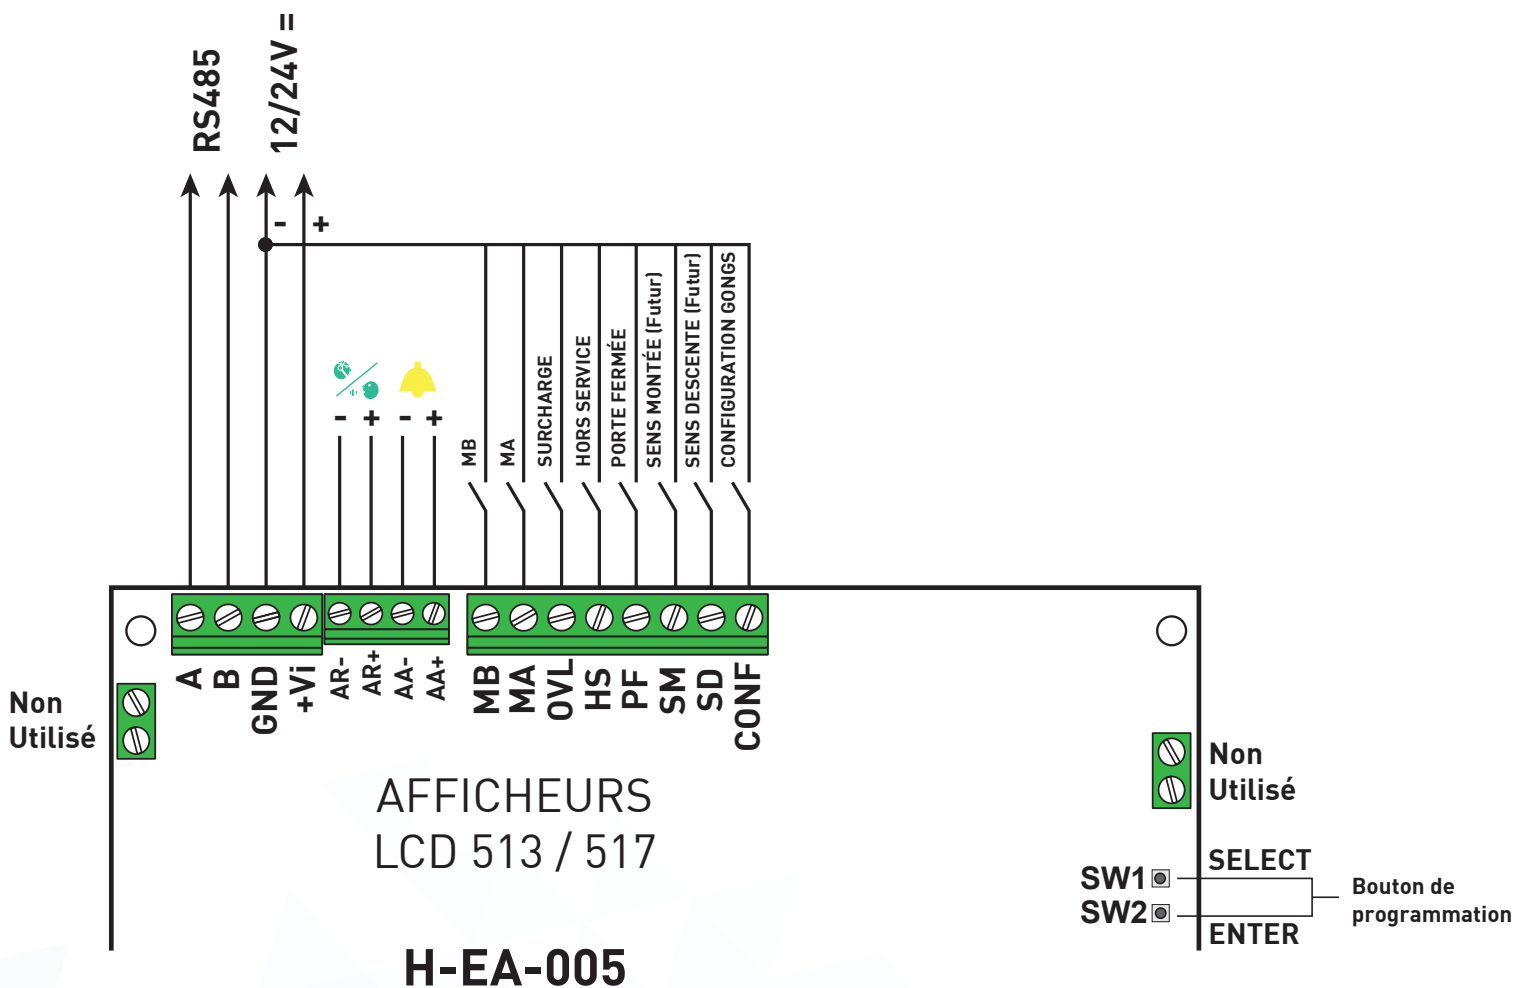 RS485
12/24V =
- +
- + - +
MB
MA
SURCHARGE
HORS SERVICE
PORTE FERMÉE
SENS MONTÉE (Futur)
SENS DESCENTE (Futur)
CONFIGURATION GONGS
A
B
GND
+Vi
AR-
AR+
AA-
AA+
MB
MA
OVL
HS
PF
SM
SD
CONF
Non
Utilisé
Non
Utilisé
AFFICHEURS
LCD 513 / 517
SW1
SELECT
SW2
ENTER
Bouton de
programmation
H-EA-005